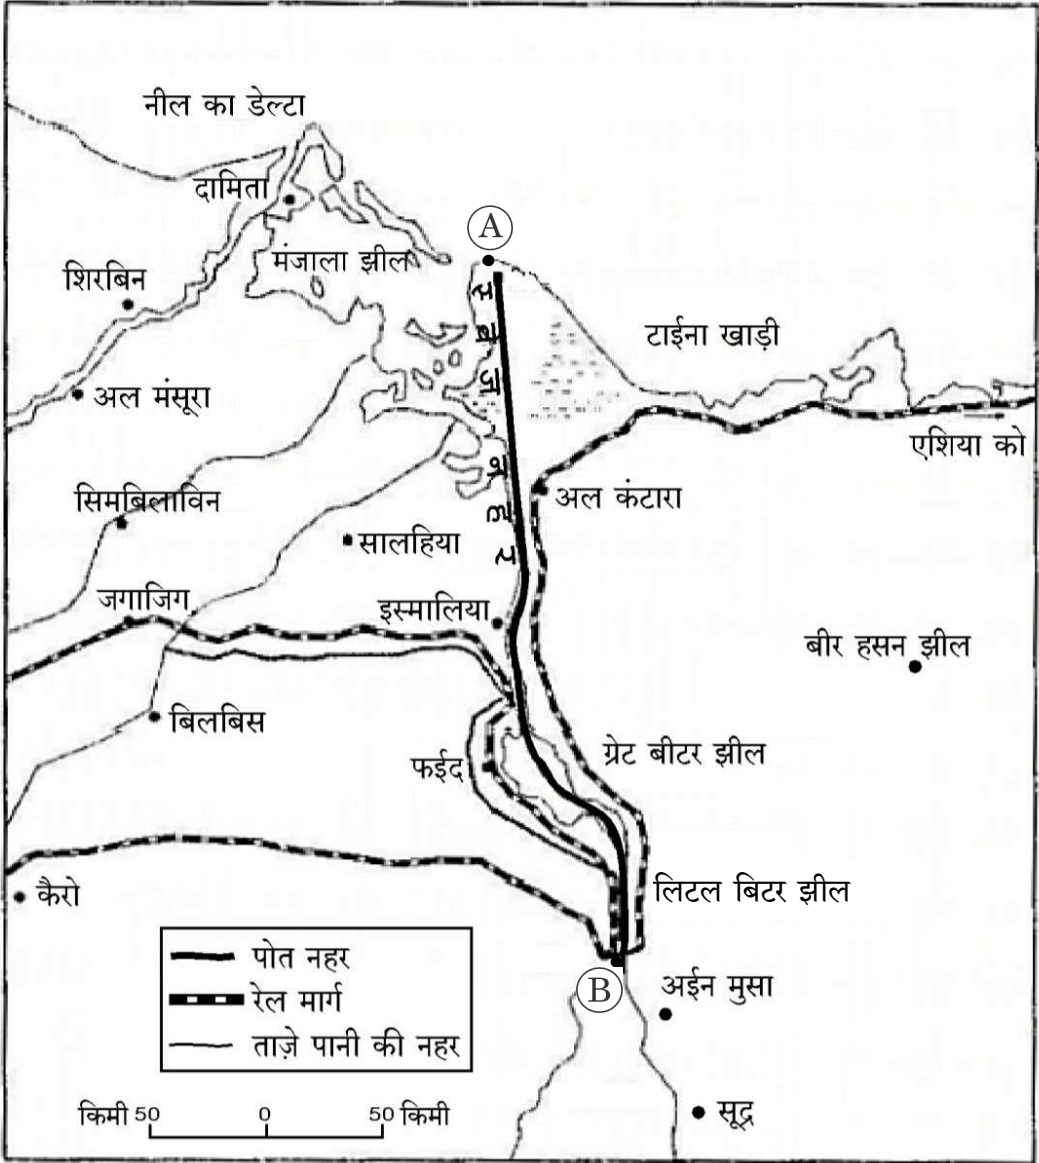 नील का डेल्टा
दामिता
A
मंजाला झील
शिरबिन
टाईना खाड़ी
अल मंसूरा
एशिया को
सिमबिलाविन
अल कंटारा
सालहिया
जगाजिग
इस्मालिया
बीर हसन झील
बिलबिस
फईद
ग्रेट बीटर झील
कैरो
लिटल बिटर झील
पोत नहर
रेल मार्ग
ताज़े पानी की नहर
B
अईन मुसा
सूद्र
किमी 50 0 50 किमी